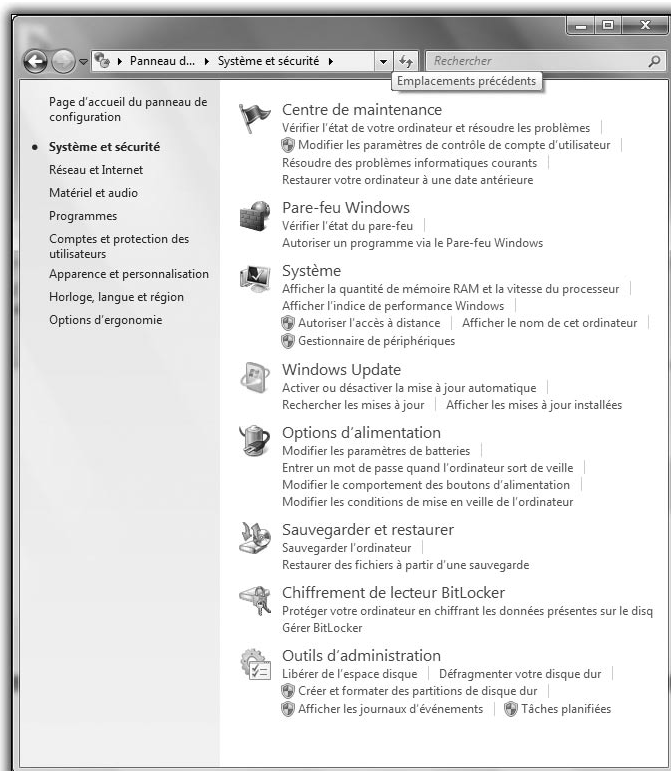 Panneau d... Système et sécurité Rechercher
Emplacements précédents
Page d'accueil du panneau de
configuration
Système et sécurité
Réseau et Internet
Matériel et audio
Programmes
Comptes et protection des
utilisateurs
Apparence et personnalisation
Horloge, langue et région
Options d'ergonomie
Centre de maintenance
Vérifier l'état de votre ordinateur et résoudre les problèmes
Modifier les paramètres de contrôle de compte d'utilisateur
Résoudre des problèmes informatiques courants
Restaurer votre ordinateur à une date antérieure
Pare-feu Windows
Vérifier l'état du pare-feu
Autoriser un programme via le Pare-feu Windows
Système
Afficher la quantité de mémoire RAM et la vitesse du processeur
Afficher l'indice de performance Windows
Autoriser l'accès à distance Afficher le nom de cet ordinateur
Gestionnaire de périphériques
Windows Update
Activer ou désactiver la mise à jour automatique
Rechercher les mises à jour Afficher les mises à jour installées
Options d'alimentation
Modifier les paramètres de batteries
Entrer un mot de passe quand l'ordinateur sort de veille
Modifier le comportement des boutons d'alimentation
Modifier les conditions de mise en veille de l'ordinateur
Sauvegarder et restaurer
Sauvegarder l'ordinateur
Restaurer des fichiers à partir d'une sauvegarde
Chiffrement de lecteur BitLocker
Protéger votre ordinateur en chiffrant les données présentes sur le disq
Gérer BitLocker
Outils d'administration
Libérer de l'espace disque Défragmenter votre disque dur
Créer et formater des partitions de disque dur
Afficher les journaux d'événements Tâches planifiées